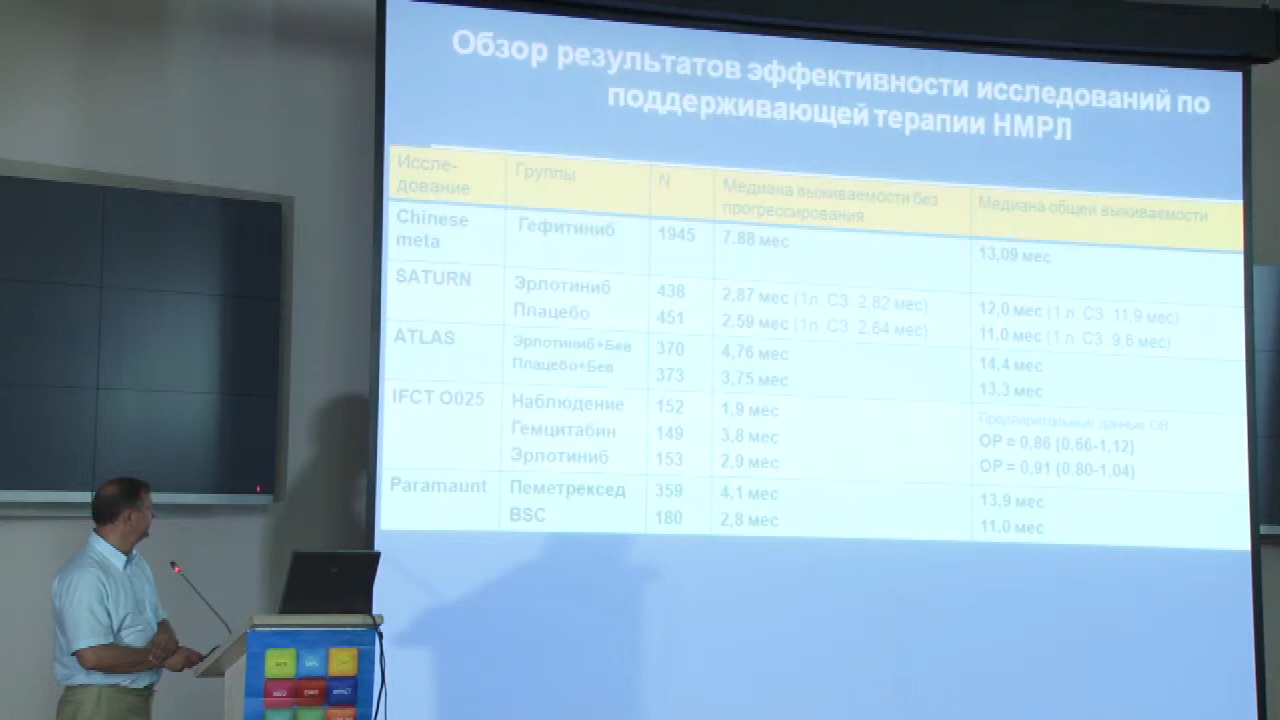 Обзор результатов эффективности исследований по
поддерживающей терапии НМРЛ
Иссле-
дование
Группы
N
Медиана выживаемости без
прогрессирования
Медиана общей выживаемости
Chinese
meta
Гефитиниб
1945
7.88 мес
13,09 мес
SATURN
Эрлотиниб
438
2,87 мес (1л. СЗ 2,82 мес)
12,0 мес (1 л. СЗ 11,9 мес)
Плацебо
451
2,59 мес (1л. СЗ 2,64 мес)
11,0 мес (1 л. СЗ 9,6 мес)
ATLAS
Эрлотиниб+Бев
370
4,76 мес
14,4 мес
Плацебо+Бев
373
3,75 мес
13,3 мес
IFCT O025
Наблюдение
152
1,9 мес
Предварительные данные ОВ
Гемцитабин
149
3,8 мес
ОР = 0,86 (0,66-1,12)
Эрлотиниб
153
2,9 мес
ОР = 0,91 (0,80-1,04)
Paramaunt
Пеметрексед
359
4,1 мес
13,9 мес
BSC
180
2,8 мес
11,0 мес